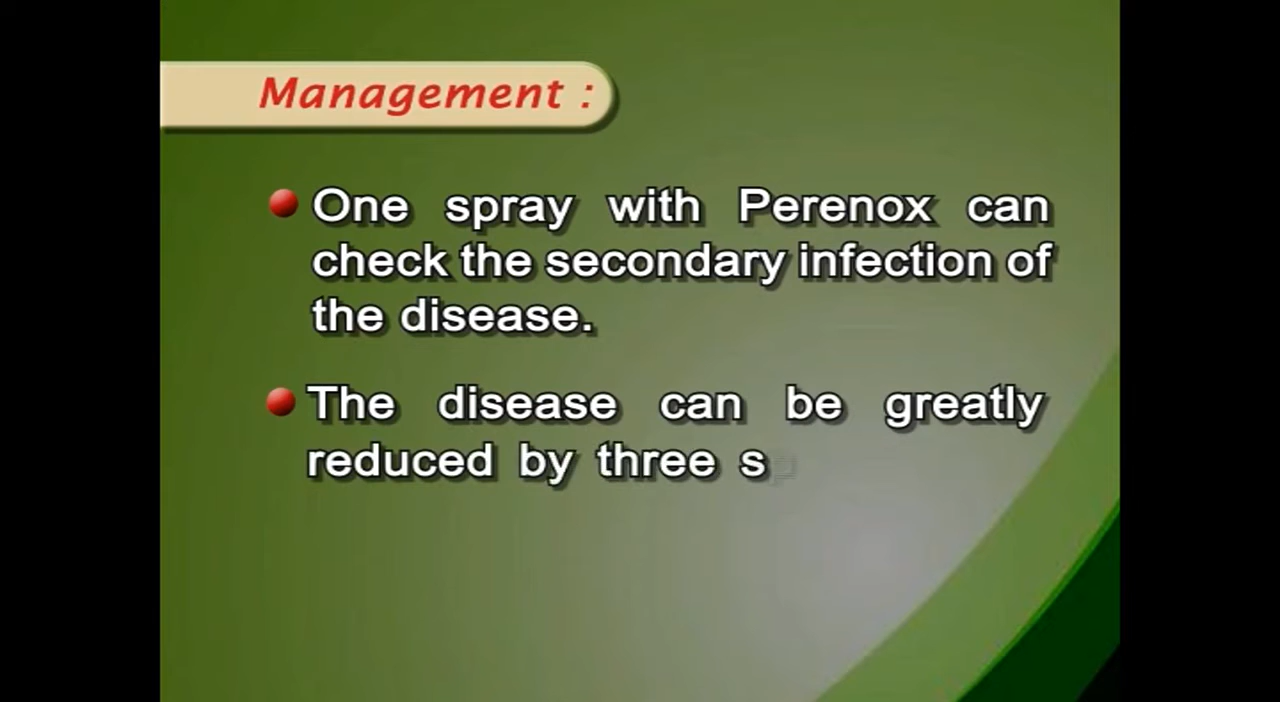 Management :
One spray with Perenox can
check the secondary infection of
the disease.
The disease can be greatly
reduced by three s